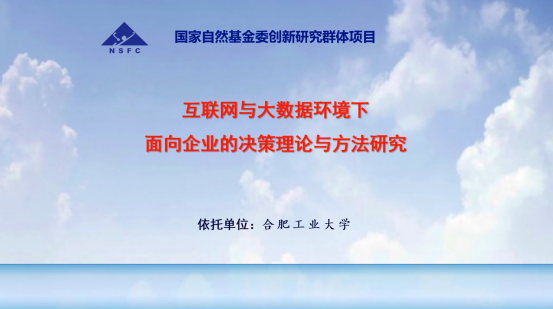 国家自然基金委创新研究群体项目
NSFC
互联网与大数据环境下
面向企业的决策理论与方法研究
依托单位：合肥工业大学